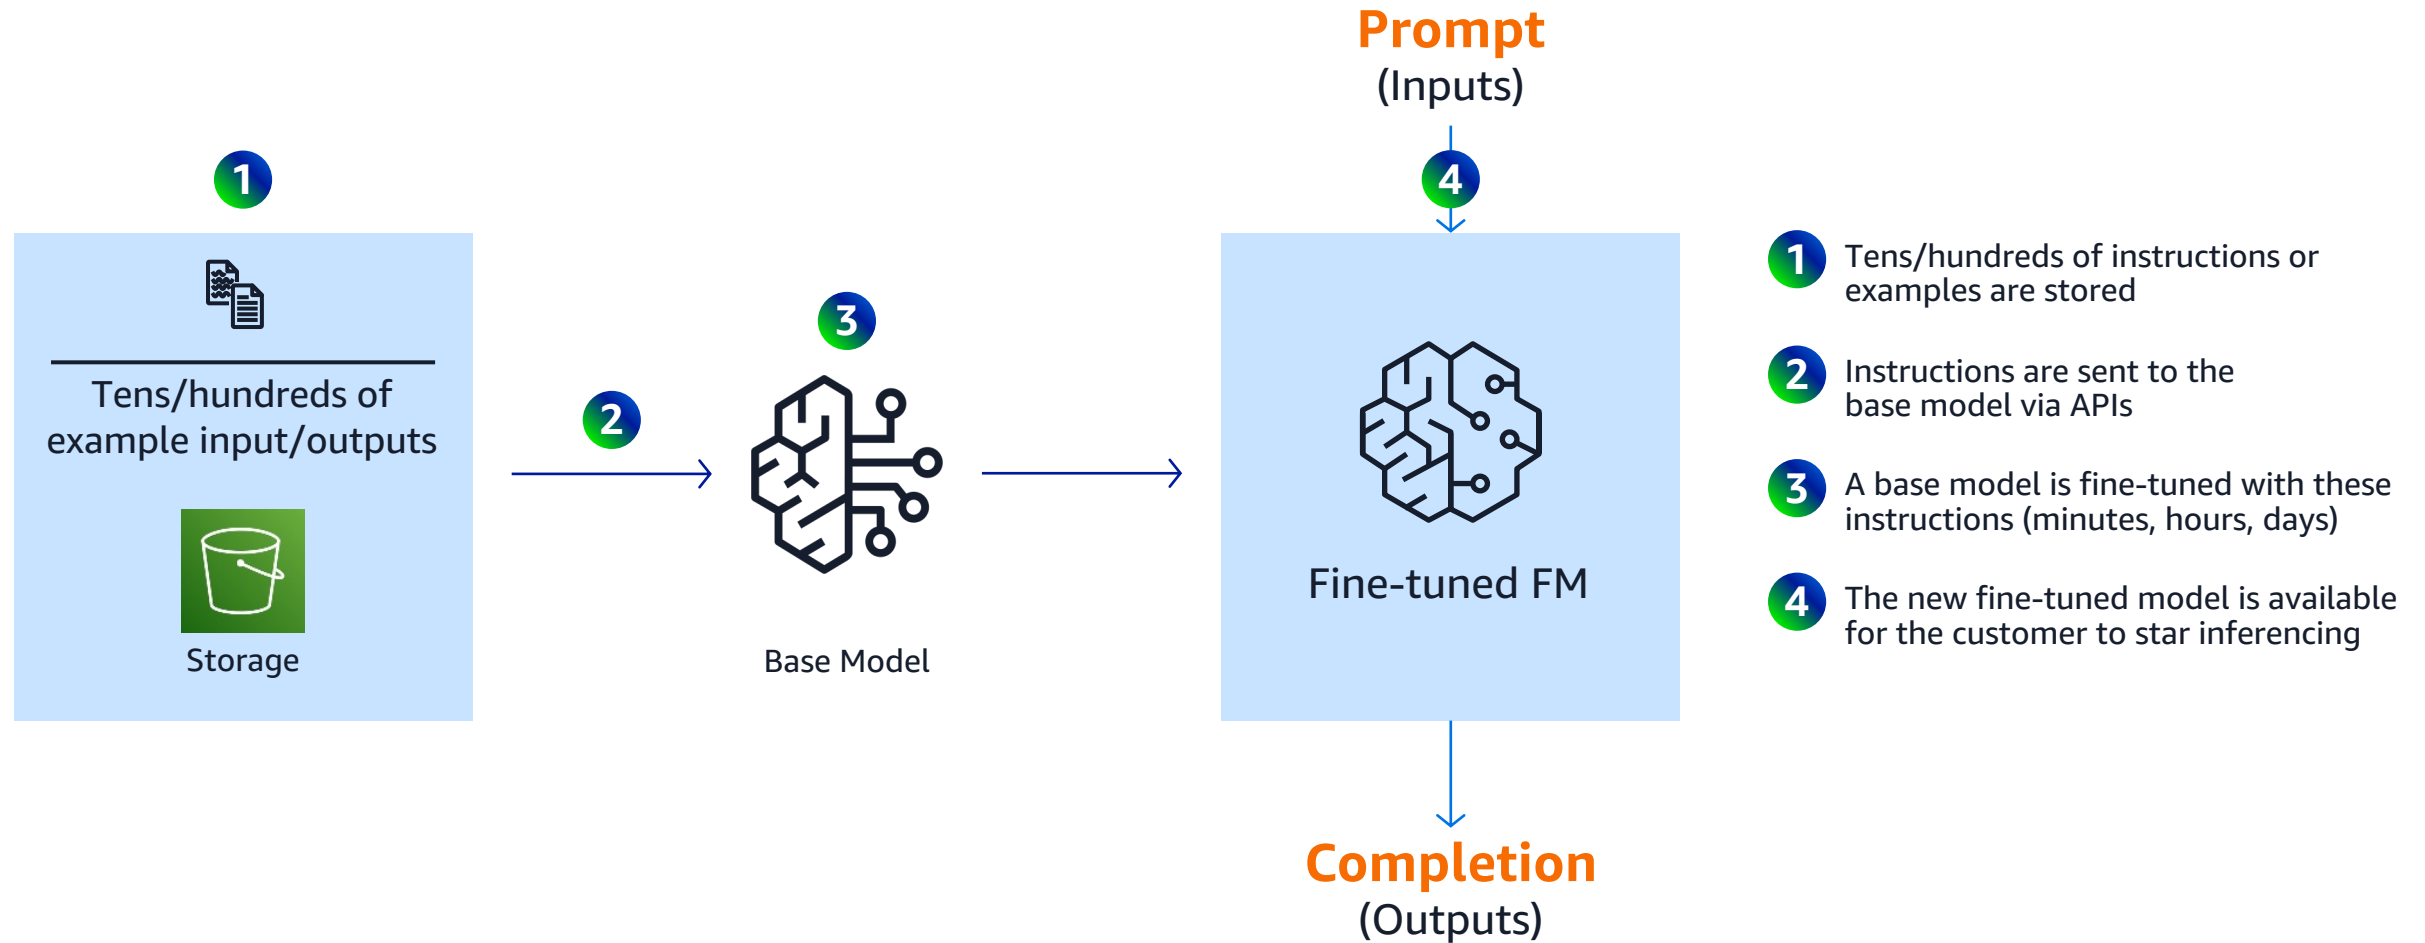 Prompt
(Inputs)
1
4
Tens/hundreds of
example input/outputs
Storage
2
3
Base Model
Fine-tuned FM
Completion
(Outputs)
1 Tens/hundreds of instructions or
examples are stored
2 Instructions are sent to the
base model via APIs
3 A base model is fine-tuned with these
instructions (minutes, hours, days)
4 The new fine-tuned model is available
for the customer to star inferencing